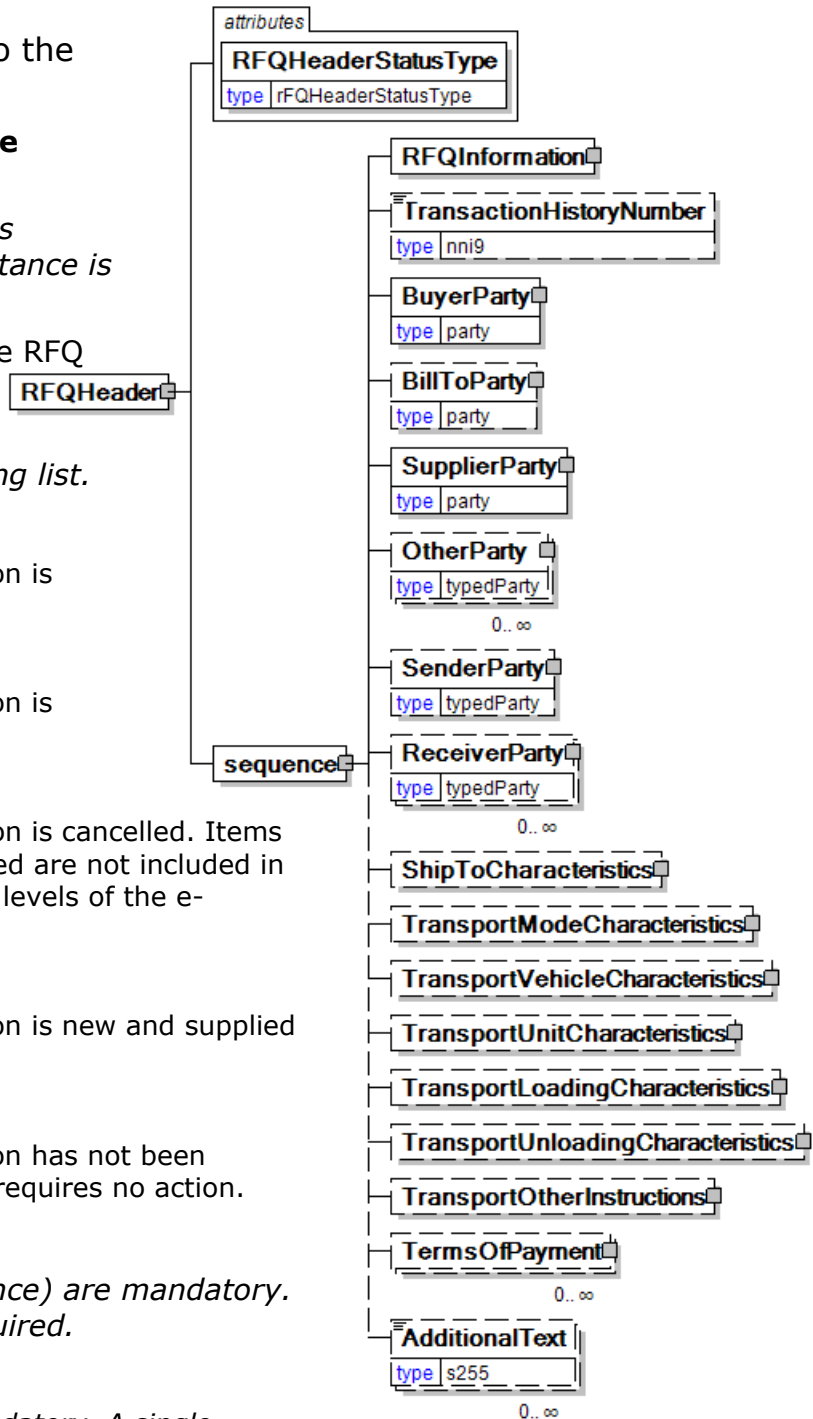 o the
e
s
tance is
e RFQ
ng list.
on is
on is
on is cancelled. Items
ed are not included in
levels of the e-
on is new and supplied
on has not been
requires no action.
nce) are mandatory.
uired.
datory. A single
RFQHeader
attributes
RFQHeaderStatusType
type rFQHeaderStatusType
sequence
RFQInformation
TransactionHistoryNumber
type nni9
BuyerParty
type party
BillToParty
type party
SupplierParty
type party
OtherParty
type typedParty
0.. ∞
SenderParty
type typedParty
ReceiverParty
type typedParty
0.. ∞
ShipToCharacteristics
TransportModeCharacteristics
TransportVehicleCharacteristics
TransportUnitCharacteristics
TransportLoadingCharacteristics
TransportUnloadingCharacteristics
TransportOtherInstructions
TermsOfPayment
0.. ∞
AdditionalText
type s255
0.. ∞